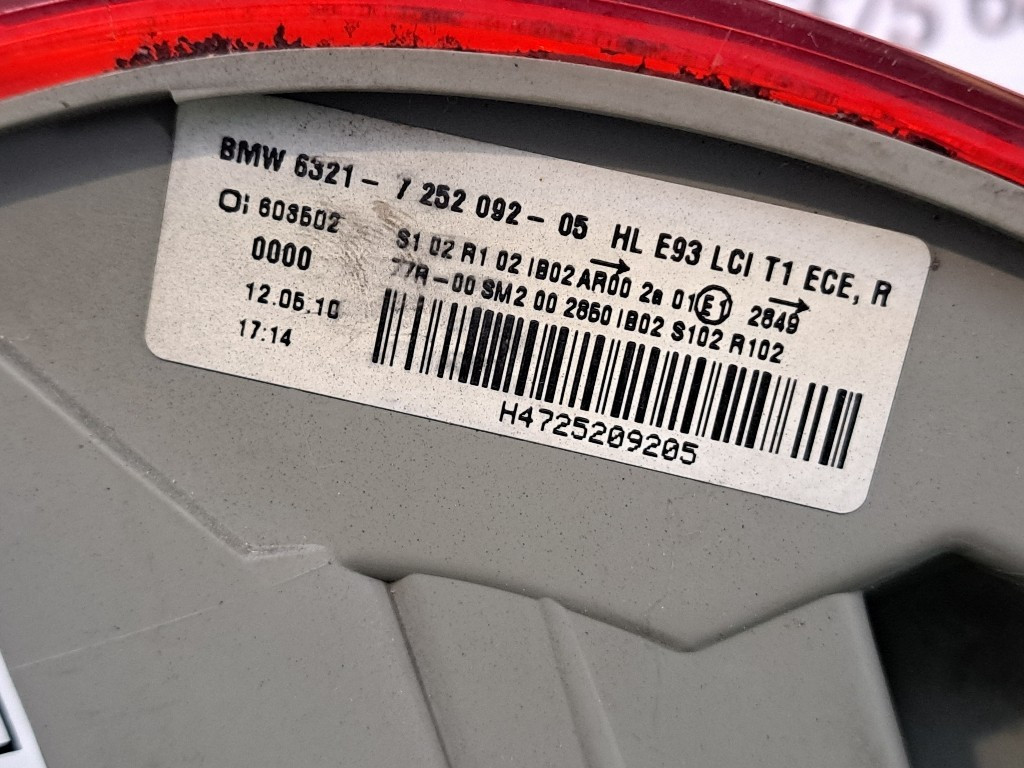 BMW 6321- 7 252 092-05 HL E93 LCI T1 ECE, R
O: 603502
0000
12.05.10
17:14
S1 02 R1 02 IB02 AR00 2a 01 E1 2849
77R-00 SM2 00 2650 IB02 S102 R102
H4725209205